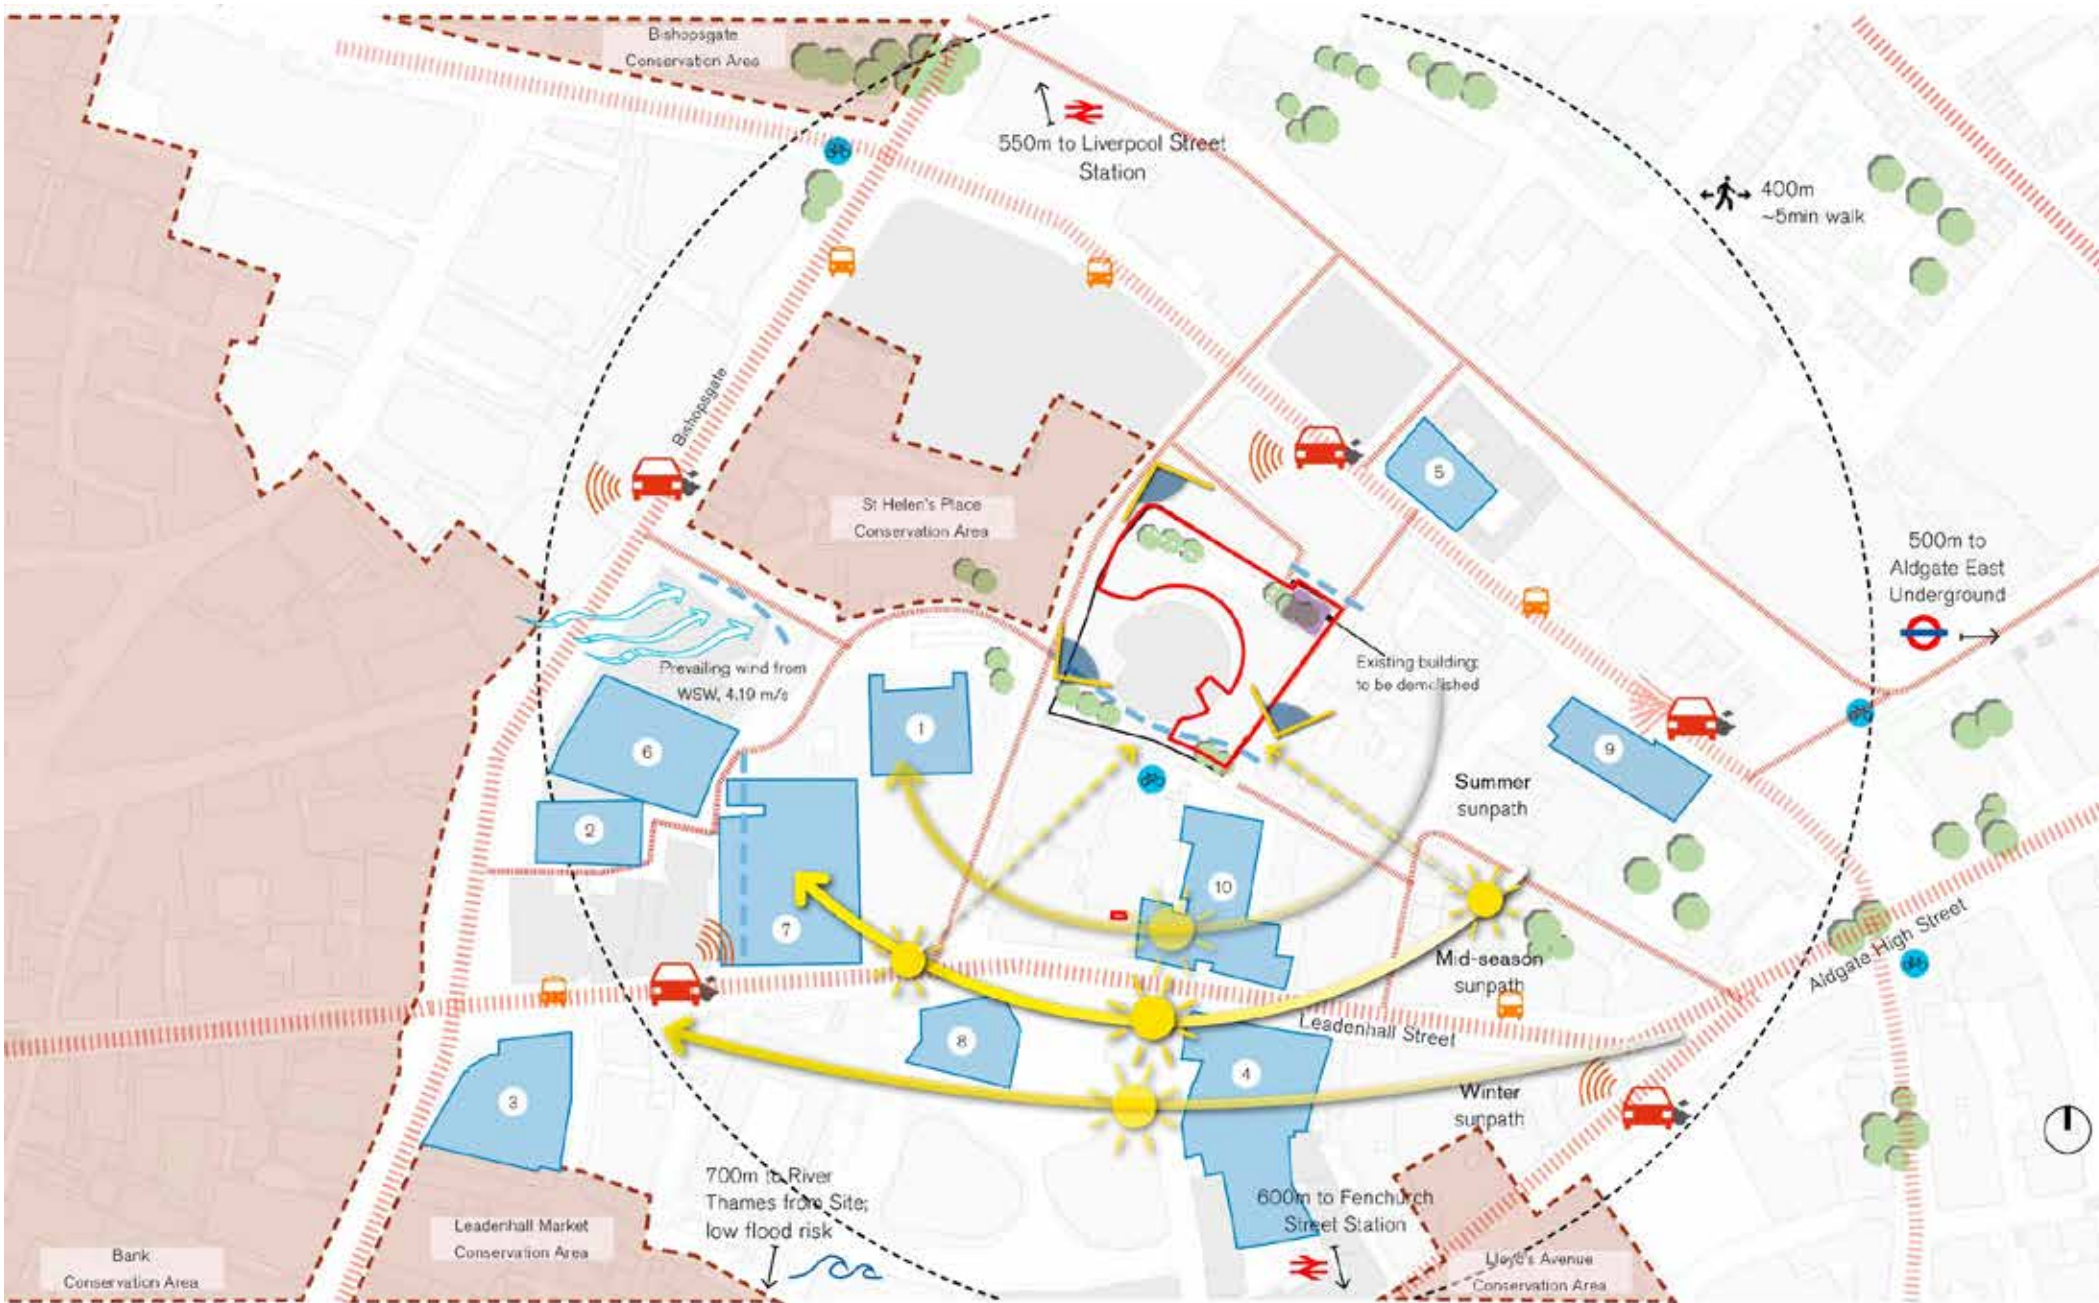 Bishopsgate
Conservation Area
550m to Liverpool Street
Station
400m
~5min walk
Bishopsgate
5
St Helen's Place
Conservation Area
500m to
Aldgate East
Underground
Prevailing wind from
WSW, 4.19 m/s
Existing building:
to be demolished
1
6
9
2
Summer
sunpath
10
7
Aldgate High Street
Mid-season
sunpath
Leadenhall Street
8
4
3
Winter
sunpath
700m to River
Thames from Site;
low flood risk
600m to Fenchurch
Street Station
Leadenhall Market
Conservation Area
Bank
Conservation Area
Lloyd's Avenue
Conservation Area